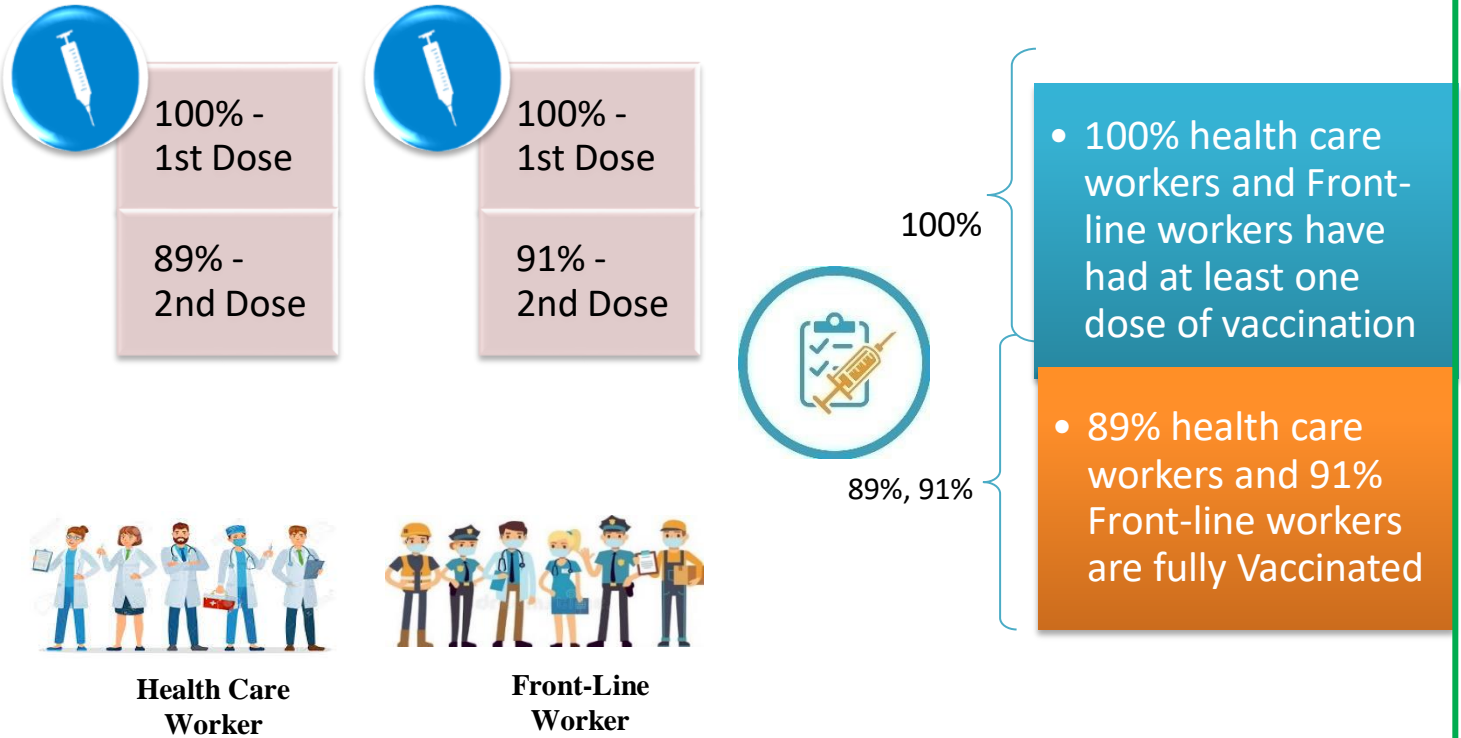 100% -
1st Dose
89% -
2nd Dose
Health Care
Worker
100% -
1st Dose
91% -
2nd Dose
Front-Line
Worker
100%
89%, 91%
• 100% health care
workers and Front-
line workers have
had at least one
dose of vaccination
• 89% health care
workers and 91%
Front-line workers
are fully Vaccinated